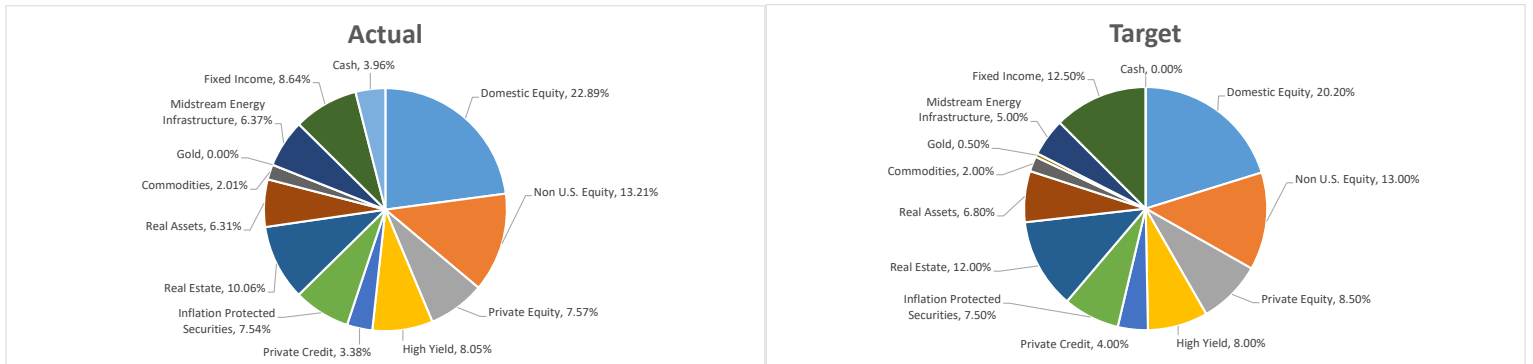 Actual
Cash, 3.96%
Fixed Income, 8.64%
Domestic Equity, 22.89%
Midstream Energy
Infrastructure, 6.37%
Gold, 0.00%
Commodities, 2.01%
Non U.S. Equity, 13.21%
Real Assets, 6.31%
Real Estate, 10.06%
Inflation Protected
Securities, 7.54%
Private Equity, 7.57%
Private Credit, 3.38%
High Yield, 8.05%
Target
Cash, 0.00%
Fixed Income, 12.50%
Domestic Equity, 20.20%
Midstream Energy
Infrastructure, 5.00%
Gold, 0.50%
Commodities, 2.00%
Non U.S. Equity, 13.00%
Real Assets, 6.80%
Real Estate, 12.00%
Inflation Protected
Securities, 7.50%
Private Equity, 8.50%
Private Credit, 4.00%
High Yield, 8.00%